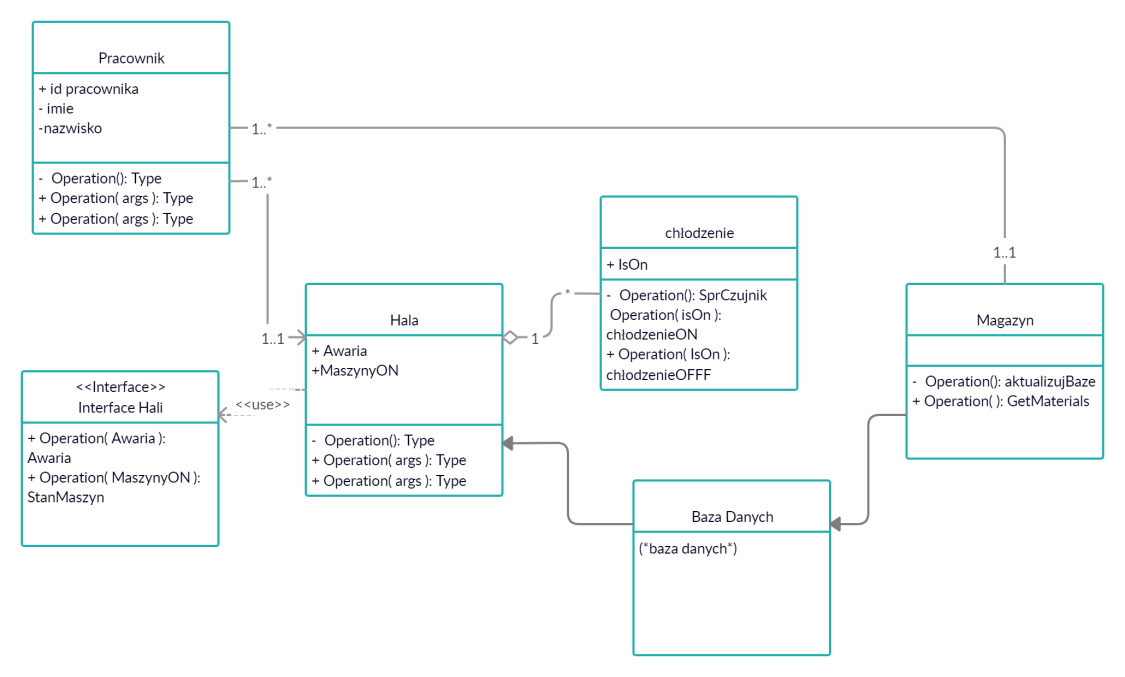 Pracownik
+ id pracownika
- imie
-nazwisko
- Operation(): Type
+ Operation( args ): Type
+ Operation( args ): Type
1..*
1..*
1..1
1..1
chłodzenie
+ IsOn
- Operation(): SprCzujnik
Operation( isOn ):
chłodzenieON
+ Operation( IsOn ):
chłodzenieOFFF
*
1
Hala
+ Awaria
+MaszynyON
- Operation(): Type
+ Operation( args ): Type
+ Operation( args ): Type
Magazyn
- Operation(): aktualizujBaze
+ Operation( ): GetMaterials
<<Interface>>
Interface Hali
+ Operation( Awaria ):
Awaria
+ Operation( MaszynyON ):
StanMaszyn
<<use>>
Baza Danych
(*baza danych*)